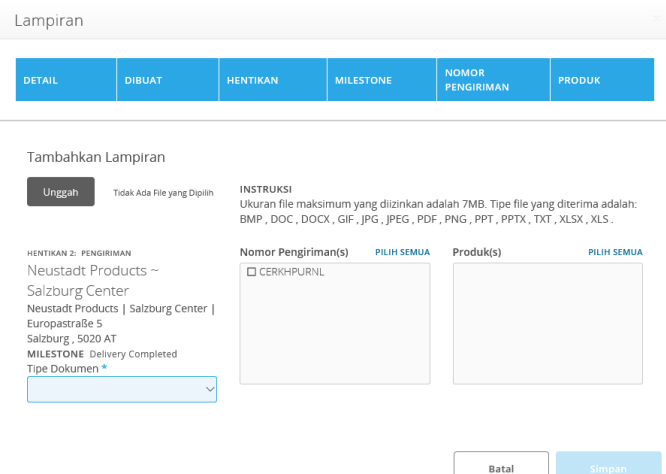 Lampiran
DETAIL
DIBUAT
HENTIKAN
MILESTONE
NOMOR
PENGIRIMAN
PRODUK
Tambahkan Lampiran
Unggah
Tidak Ada File yang Dipilih
INSTRUKSI
Ukuran file maksimum yang diizinkan adalah 7MB. Tipe file yang diterima adalah:
BMP , DOC , DOCX , GIF , JPG , JPEG , PDF , PNG , PPT , PPTX , TXT , XLSX , XLS .
HENTIKAN 2: PENGIRIMAN
Neustadt Products ~
Salzburg Center
Neustadt Products | Salzburg Center |
Europastraße 5
Salzburg , 5020 AT
MILESTONE Delivery Completed
Tipe Dokumen *
Nomor Pengiriman(s)
PILIH SEMUA
CERKHPURNL
Produk(s)
PILIH SEMUA
Batal
Simpan